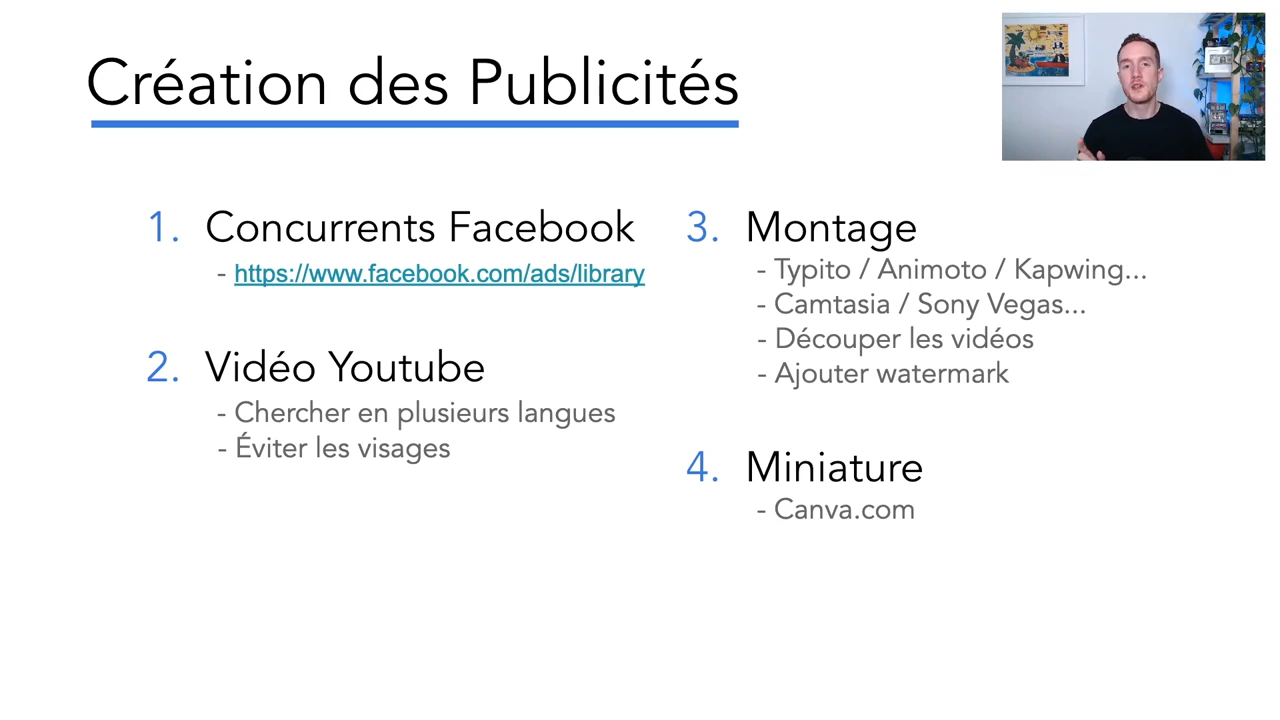 Création des Publicités
1. Concurrents Facebook
- https://www.facebook.com/ads/library
2. Vidéo Youtube
- Chercher en plusieurs langues
- Éviter les visages
3. Montage
- Typito / Animoto / Kapwing...
- Camtasia / Sony Vegas...
- Découper les vidéos
- Ajouter watermark
4. Miniature
- Canva.com